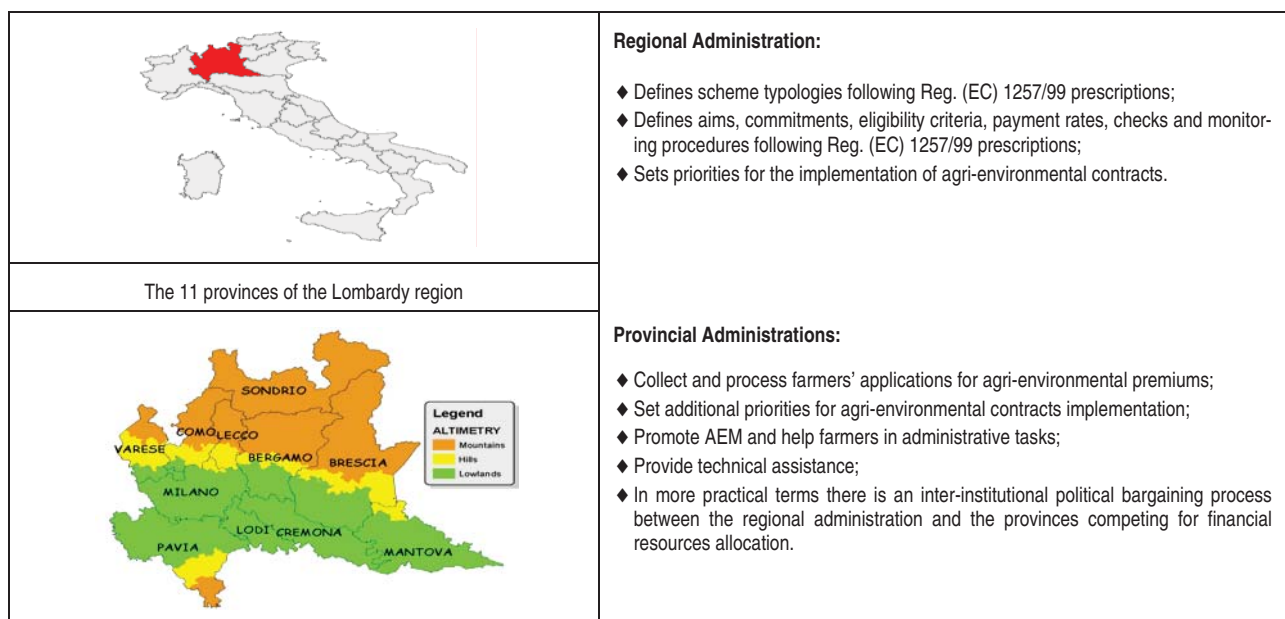 Regional Administration:
♦ Defines scheme typologies following Reg. (EC) 1257/99 prescriptions;
♦ Defines aims, commitments, eligibility criteria, payment rates, checks and monitor-
ing procedures following Reg. (EC) 1257/99 prescriptions;
♦ Sets priorities for the implementation of agri-environmental contracts.
The 11 provinces of the Lombardy region
SONDRIO
COMO
LECCO
VARESE
BERGAMO
BRESCIA
MILANO
LODI'
CREMONA
PAVIA
MANTOVA
Legend
ALTIMETRY
Mountains
Hills
Lowlands
Provincial Administrations:
♦ Collect and process farmers' applications for agri-environmental premiums;
♦ Set additional priorities for agri-environmental contracts implementation;
♦ Promote AEM and help farmers in administrative tasks;
♦ Provide technical assistance;
♦ In more practical terms there is an inter-institutional political bargaining process
between the regional administration and the provinces competing for financial
resources allocation.